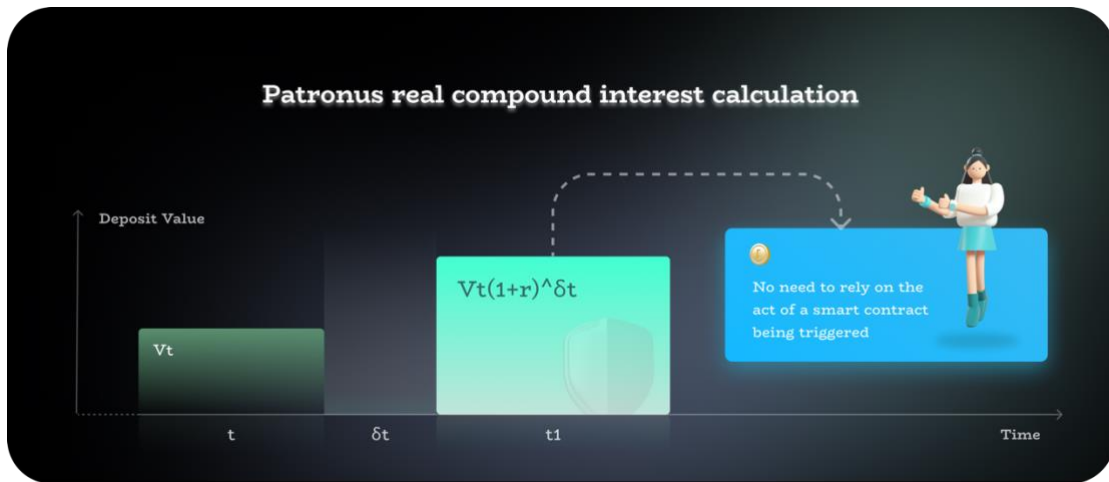 Patronus real compound interest calculation
Deposit Value
Vt(1+r)^δt
No need to rely on the
act of a smart contract
being triggered
Vt
t
δt
t1
Time